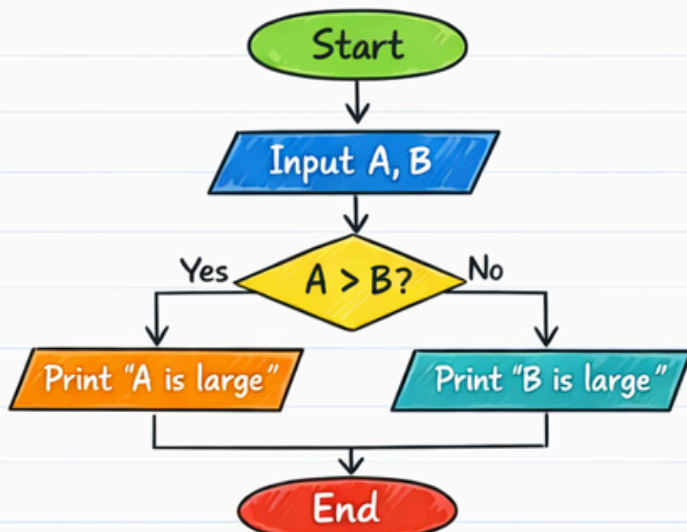 Start
Input A, B
A > B?
Yes
No
Print "A is large"
Print "B is large"
End